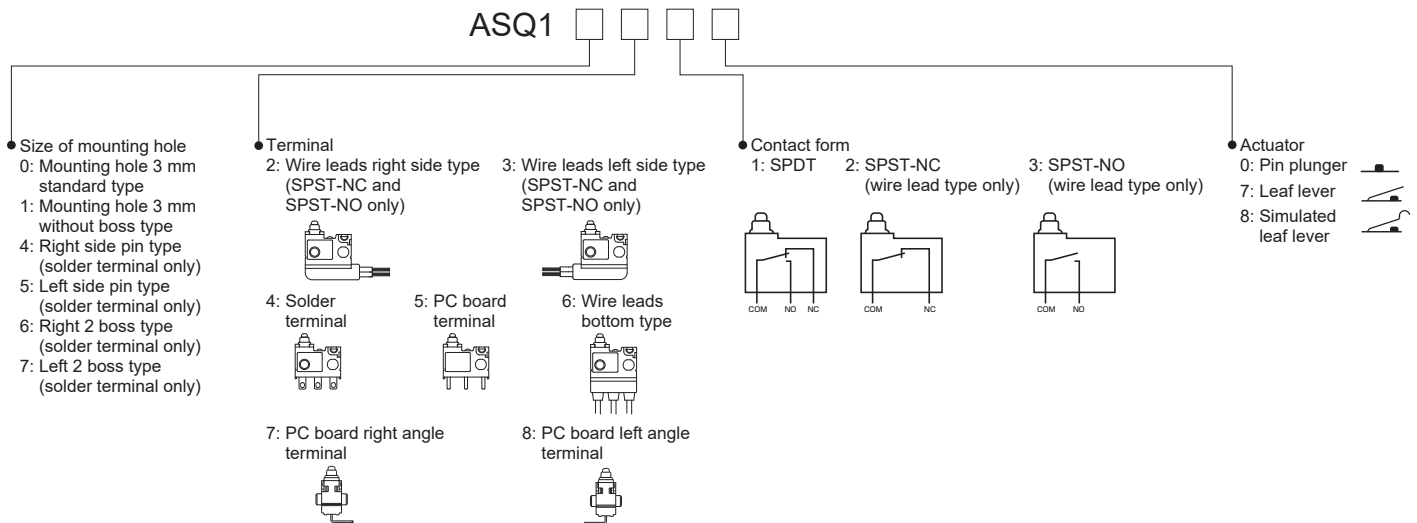 ASQ1
Size of mounting hole
0: Mounting hole 3 mm
standard type
1: Mounting hole 3 mm
without boss type
4: Right side pin type
(solder terminal only)
5: Left side pin type
(solder terminal only)
6: Right 2 boss type
(solder terminal only)
7: Left 2 boss type
(solder terminal only)
Terminal
2: Wire leads right side type
(SPST-NC and
SPST-NO only)
3: Wire leads left side type
(SPST-NC and
SPST-NO only)
4: Solder
terminal
5: PC board
terminal
6: Wire leads
bottom type
7: PC board right angle
terminal
8: PC board left angle
terminal
Contact form
1: SPDT
2: SPST-NC
(wire lead type only)
3: SPST-NO
(wire lead type only)
COM NO NC
COM NC
COM NO
Actuator
0: Pin plunger
7: Leaf lever
8: Simulated
leaf lever